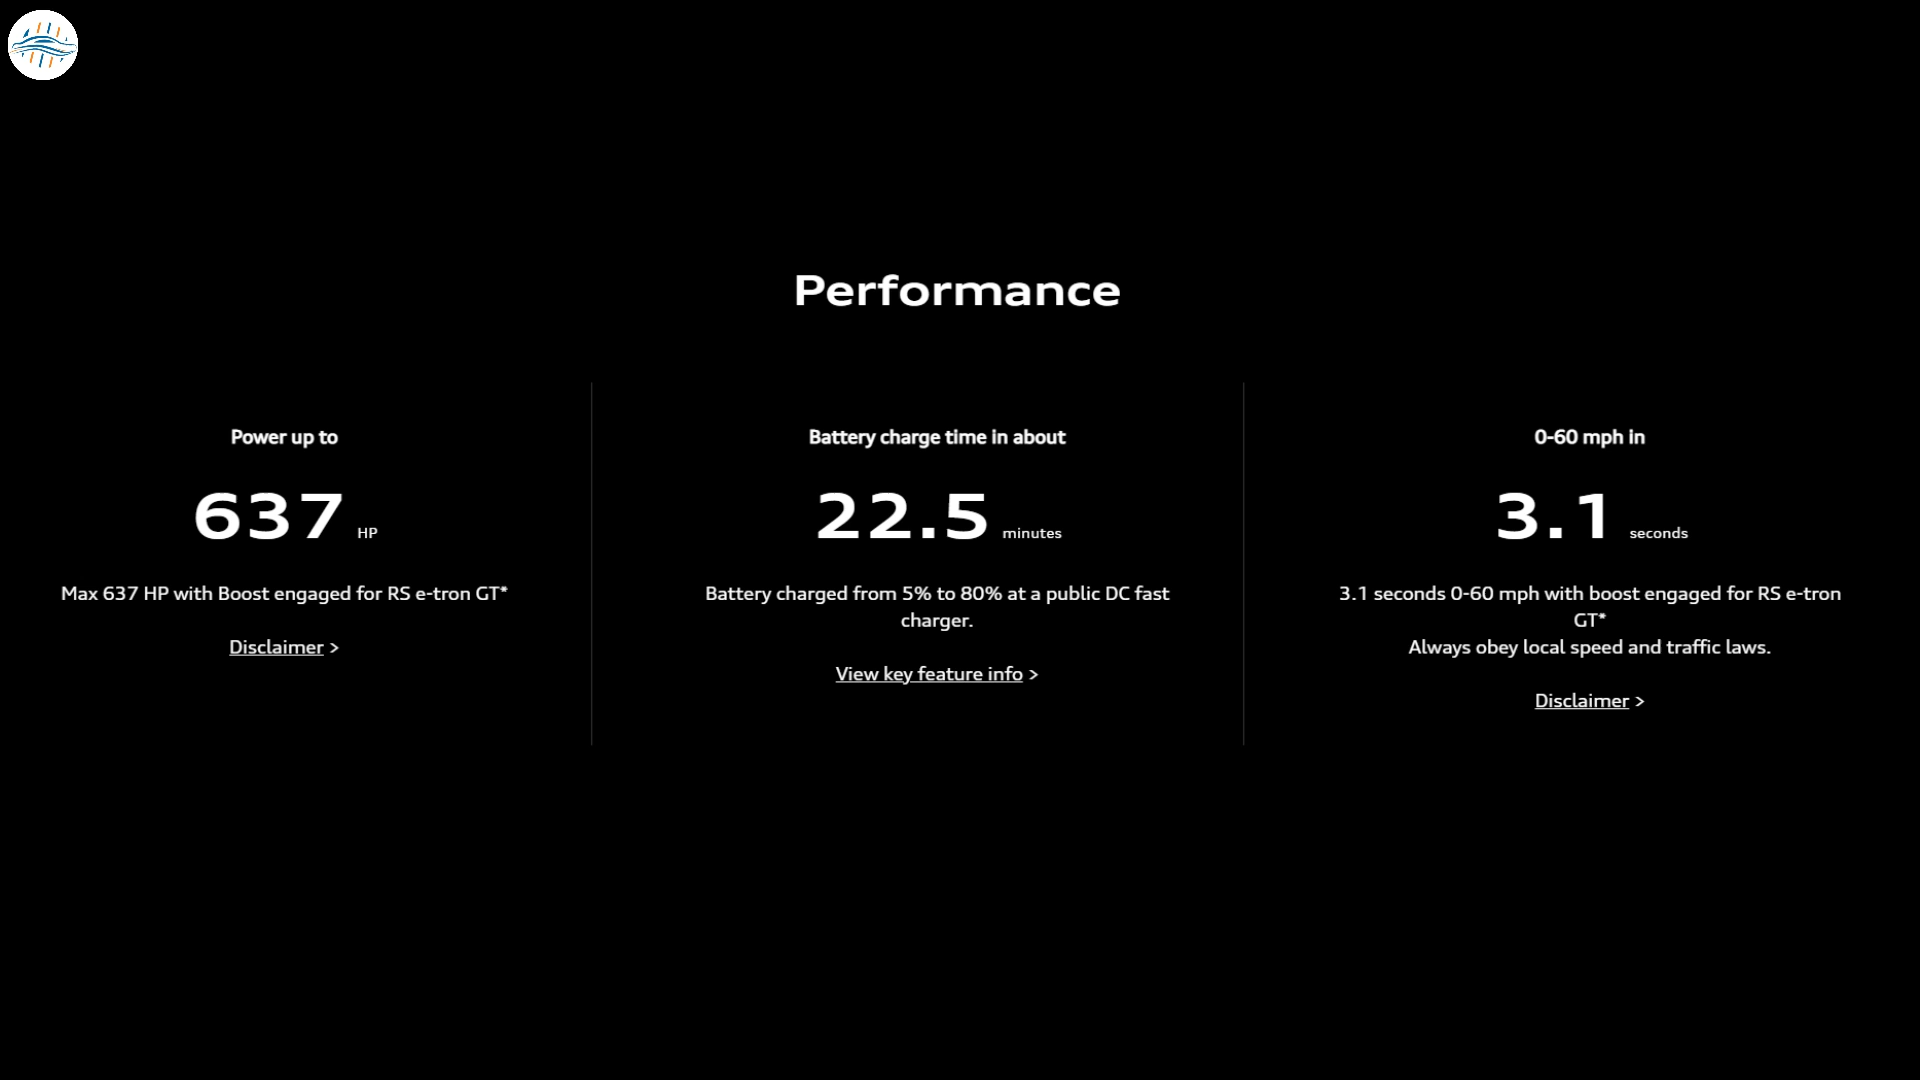 Performance
Power up to
637 HP
Max 637 HP with Boost engaged for RS e-tron GT*
Disclaimer >
Battery charge time in about
22.5 minutes
Battery charged from 5% to 80% at a public DC fast
charger.
View key feature info >
0-60 mph in
3.1 seconds
3.1 seconds 0-60 mph with boost engaged for RS e-tron
GT*
Always obey local speed and traffic laws.
Disclaimer >